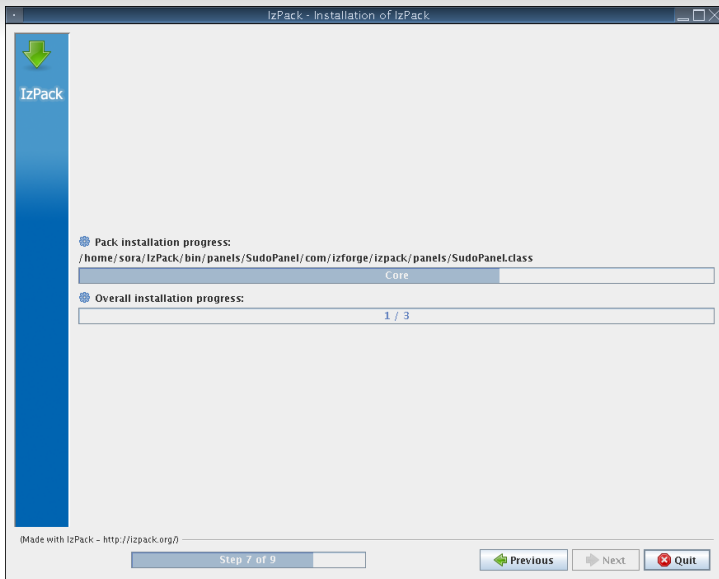 IzPack - Installation of IzPack
IzPack
Pack installation progress:
/home/sora/IzPack/bin/panels/SudoPanel/com/izforge/izpack/panels/SudoPanel.class
Core
Overall installation progress:
1 / 3
(Made with IzPack - http://izpack.org/)
Step 7 of 9
Previous
Next
Quit